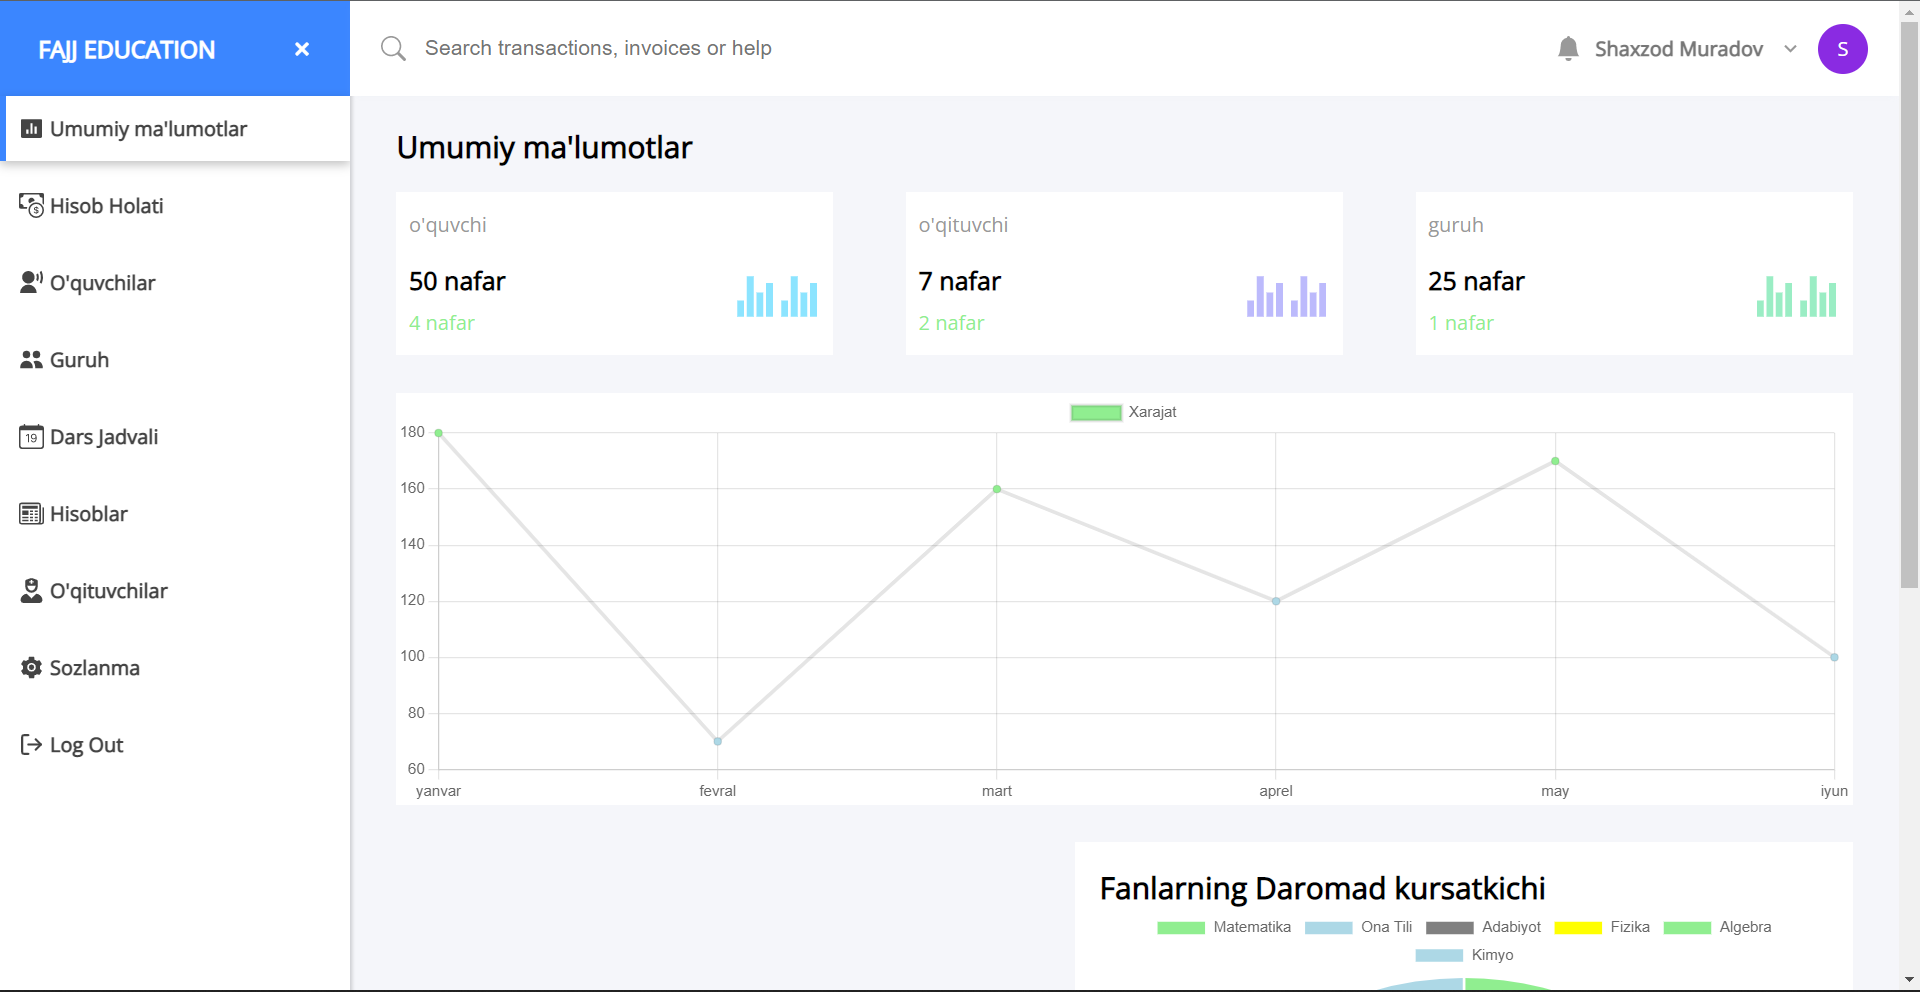 FAJJ EDUCATION
Search transactions, invoices or help
Shaxzod Muradov
S
Umumiy ma'lumotlar
Hisob Holati
O'quvchilar
Guruh
19
Dars Jadvali
Hisoblar
O'qituvchilar
Sozlanma
Log Out
Umumiy ma'lumotlar
o'quvchi
50 nafar
4 nafar
o'qituvchi
7 nafar
2 nafar
guruh
25 nafar
1 nafar
Xarajat
180
160
140
120
100
80
60
yanvar fevral mart aprel may iyun
Fanlarning Daromad kursatkichi
Matematika Ona Tili Adabiyot Fizika Algebra
Kimyo